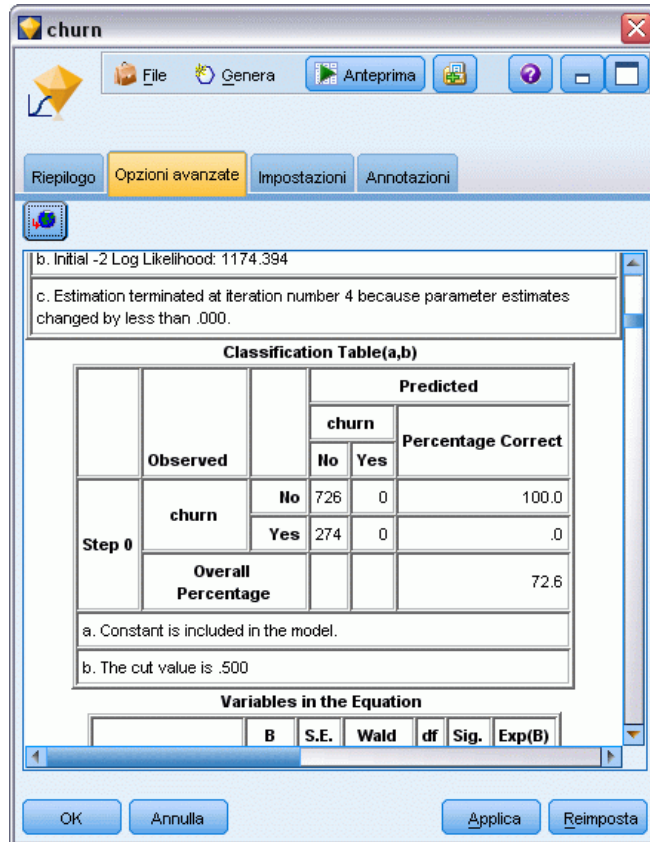 churn
File Genera Anteprima
Riepilogo Opzioni avanzate Impostazioni Annotazioni
b. Initial -2 Log Likelihood: 1174.394
c. Estimation terminated at iteration number 4 because parameter estimates
changed by less than .000.
Classification Table(a,b)
Predicted
churn
Percentage Correct
Observed
No Yes
No 726 0 100.0
churn
Yes 274 0 .0
Step 0
Overall
Percentage
72.6
a. Constant is included in the model.
b. The cut value is .500
Variables in the Equation
B S.E. Wald df Sig. Exp(B)
OK Annulla Applica Reimposta